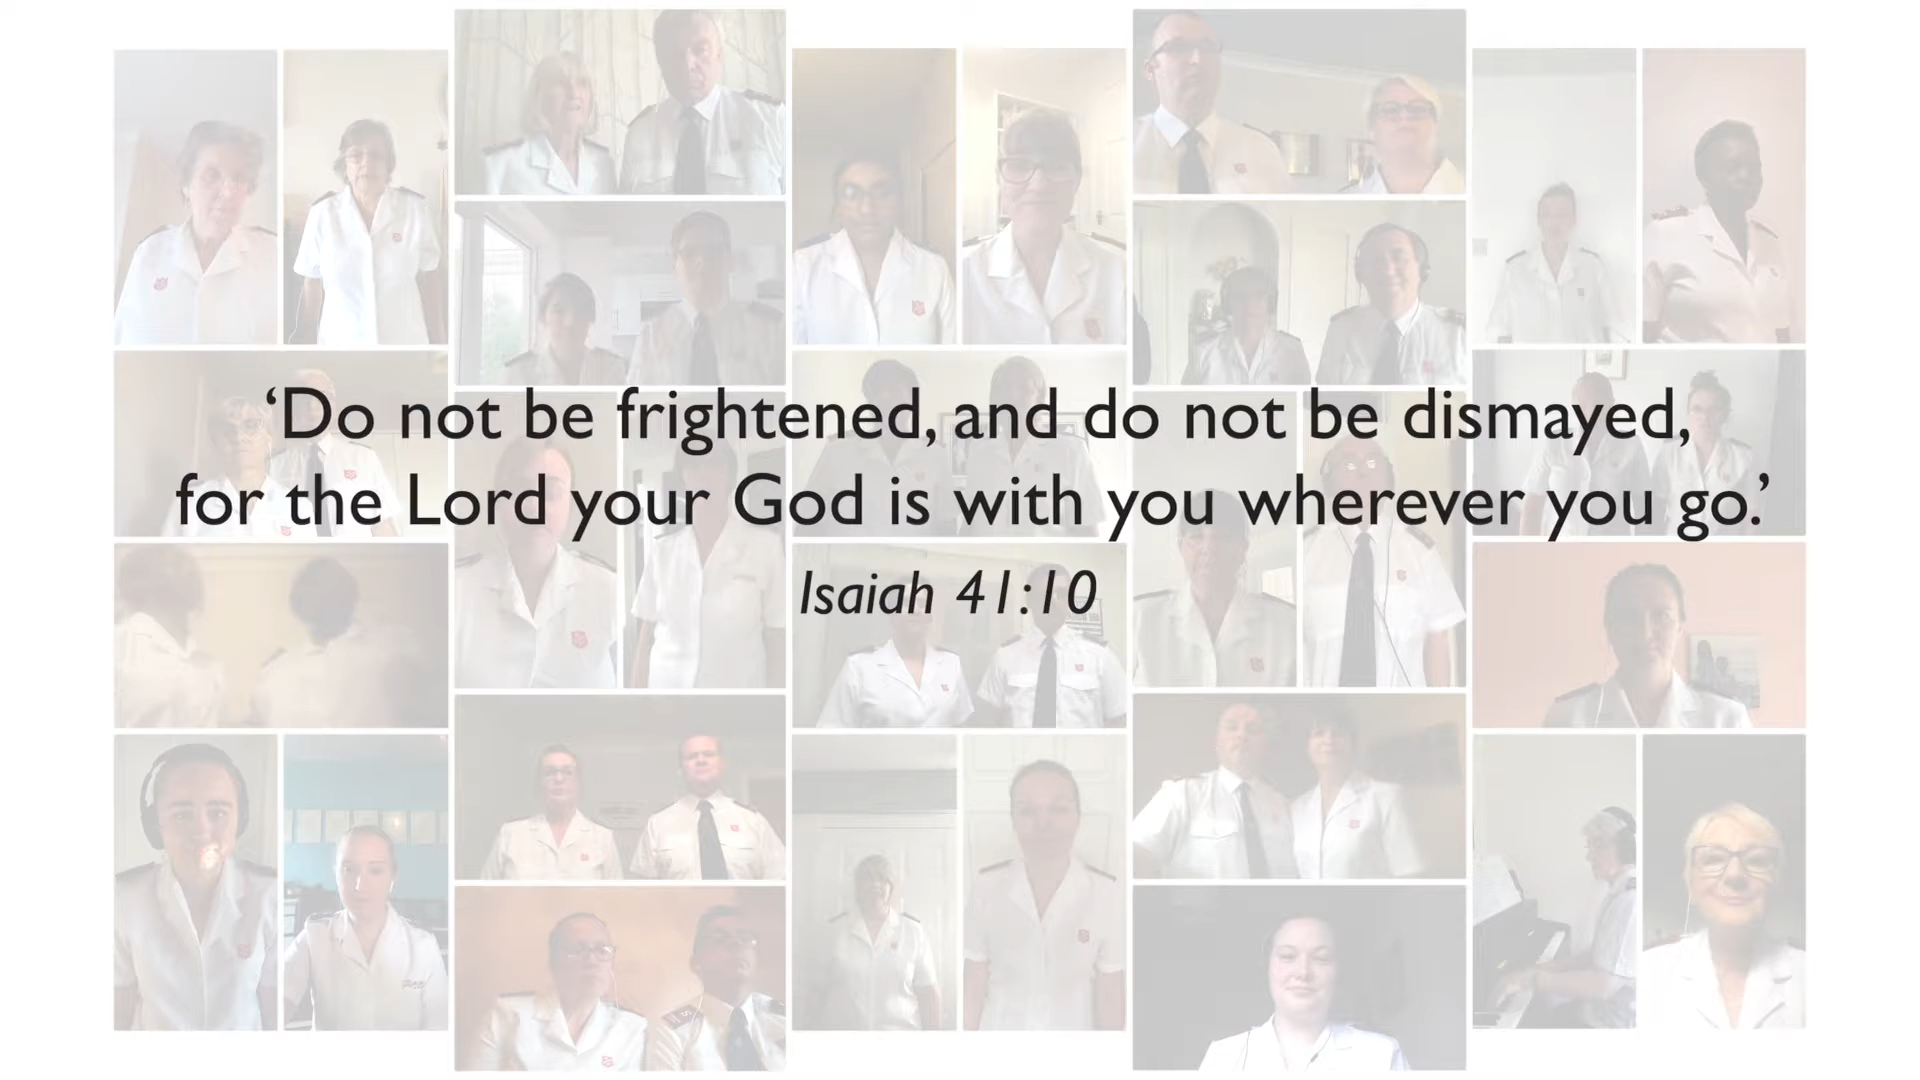 ‘Do not be frightened, and do not be dismayed,
for the Lord your God is with you wherever you go.’
Isaiah 41:10